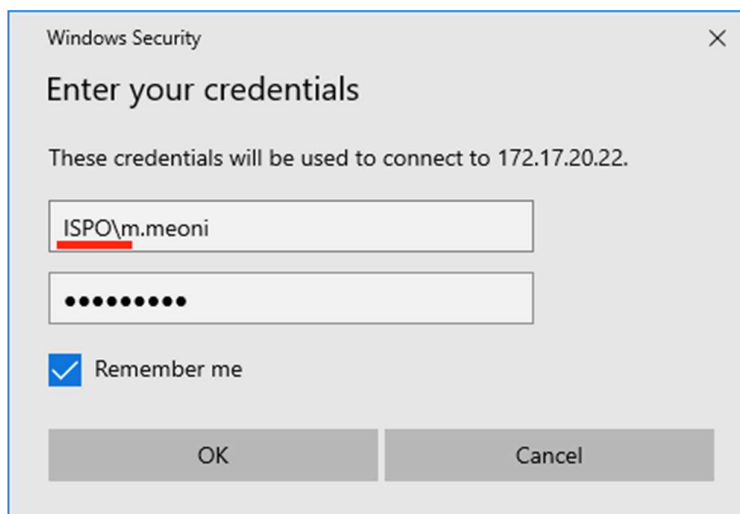 Windows Security
Enter your credentials
These credentials will be used to connect to 172.17.20.22.
ISPO\m.meoni
●●●●●●●●●
Remember me
OK
Cancel